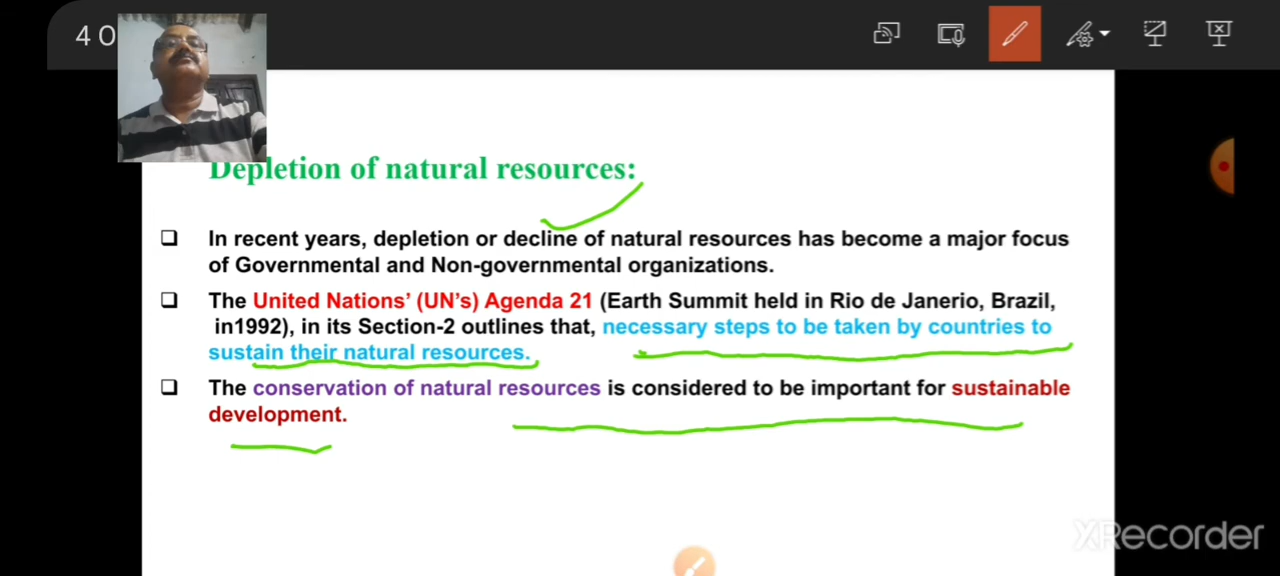 4 0
Depletion of natural resources:
❑ In recent years, depletion or decline of natural resources has become a major focus
of Governmental and Non-governmental organizations.
❑ The United Nations’ (UN’s) Agenda 21 (Earth Summit held in Rio de Janerio, Brazil,
in1992), in its Section-2 outlines that, necessary steps to be taken by countries to
sustain their natural resources.
❑ The conservation of natural resources is considered to be important for sustainable
development.
XRecorder